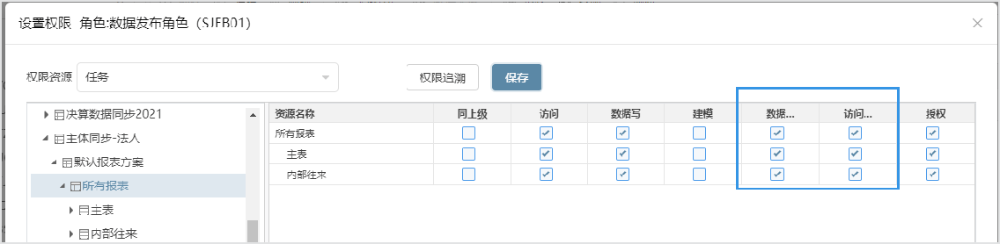 设置权限 角色:数据发布角色（SJFB01）
权限资源 任务 权限追溯 保存
决算数据同步2021
主体同步-法人
默认报表方案
所有报表
主表
内部往来
资源名称 同上级 访问 数据写 建模 数据... 访问... 授权
所有报表
主表
内部往来